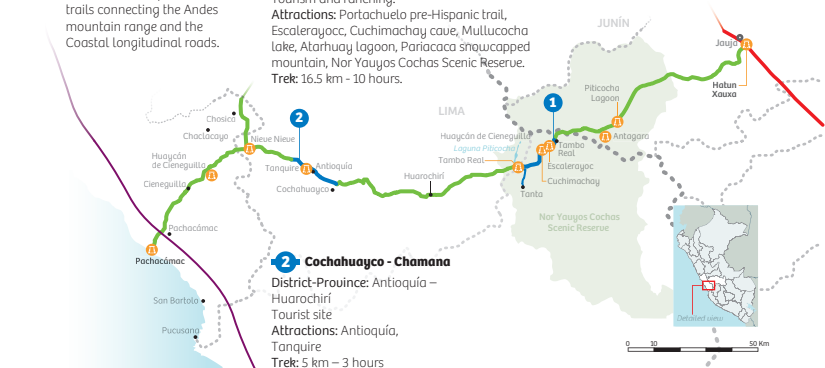 trails connecting the Andes
mountain range and the
Coastal longitudinal roads.
Attractions: Portachuelo pre-Hispanic trail,
Escalerayocc, Cuchimachay cave, Mullucocha
lake, Atarhuay lagoon, Pariacaca snowcapped
mountain, Nor Yauyos Cochas Scenic Reserve.
Trek: 16.5 km - 10 hours.
JUNÍN
Jauja
Hatun
Xauxa
Piticocha
Lagoon
LIMA
1
2
Chosica
Chaclacayo
Nieve Nieve
Huaycán de Cieneguilla
Antagara
Laguna Piticocha
Tambo
Real
Huaycán
de Cieneguilla
Tambo Real
Tanquire
Antioquía
Escalerayoc
Huarochirí
Cieneguilla
Cochahuayco
Cuchimachay
Tanta
Nor Yauyos Cochas
Scenic Reserve
Pachacámac
Pachacámac
2 Cochahuayco - Chamana
District-Province: Antioquía –
Huarochirí
Tourist site
Attractions: Antioquía,
Tanquire
Trek: 5 km – 3 hours
San Bartolo
Pucusana
Detailed view
0 10 50 Km